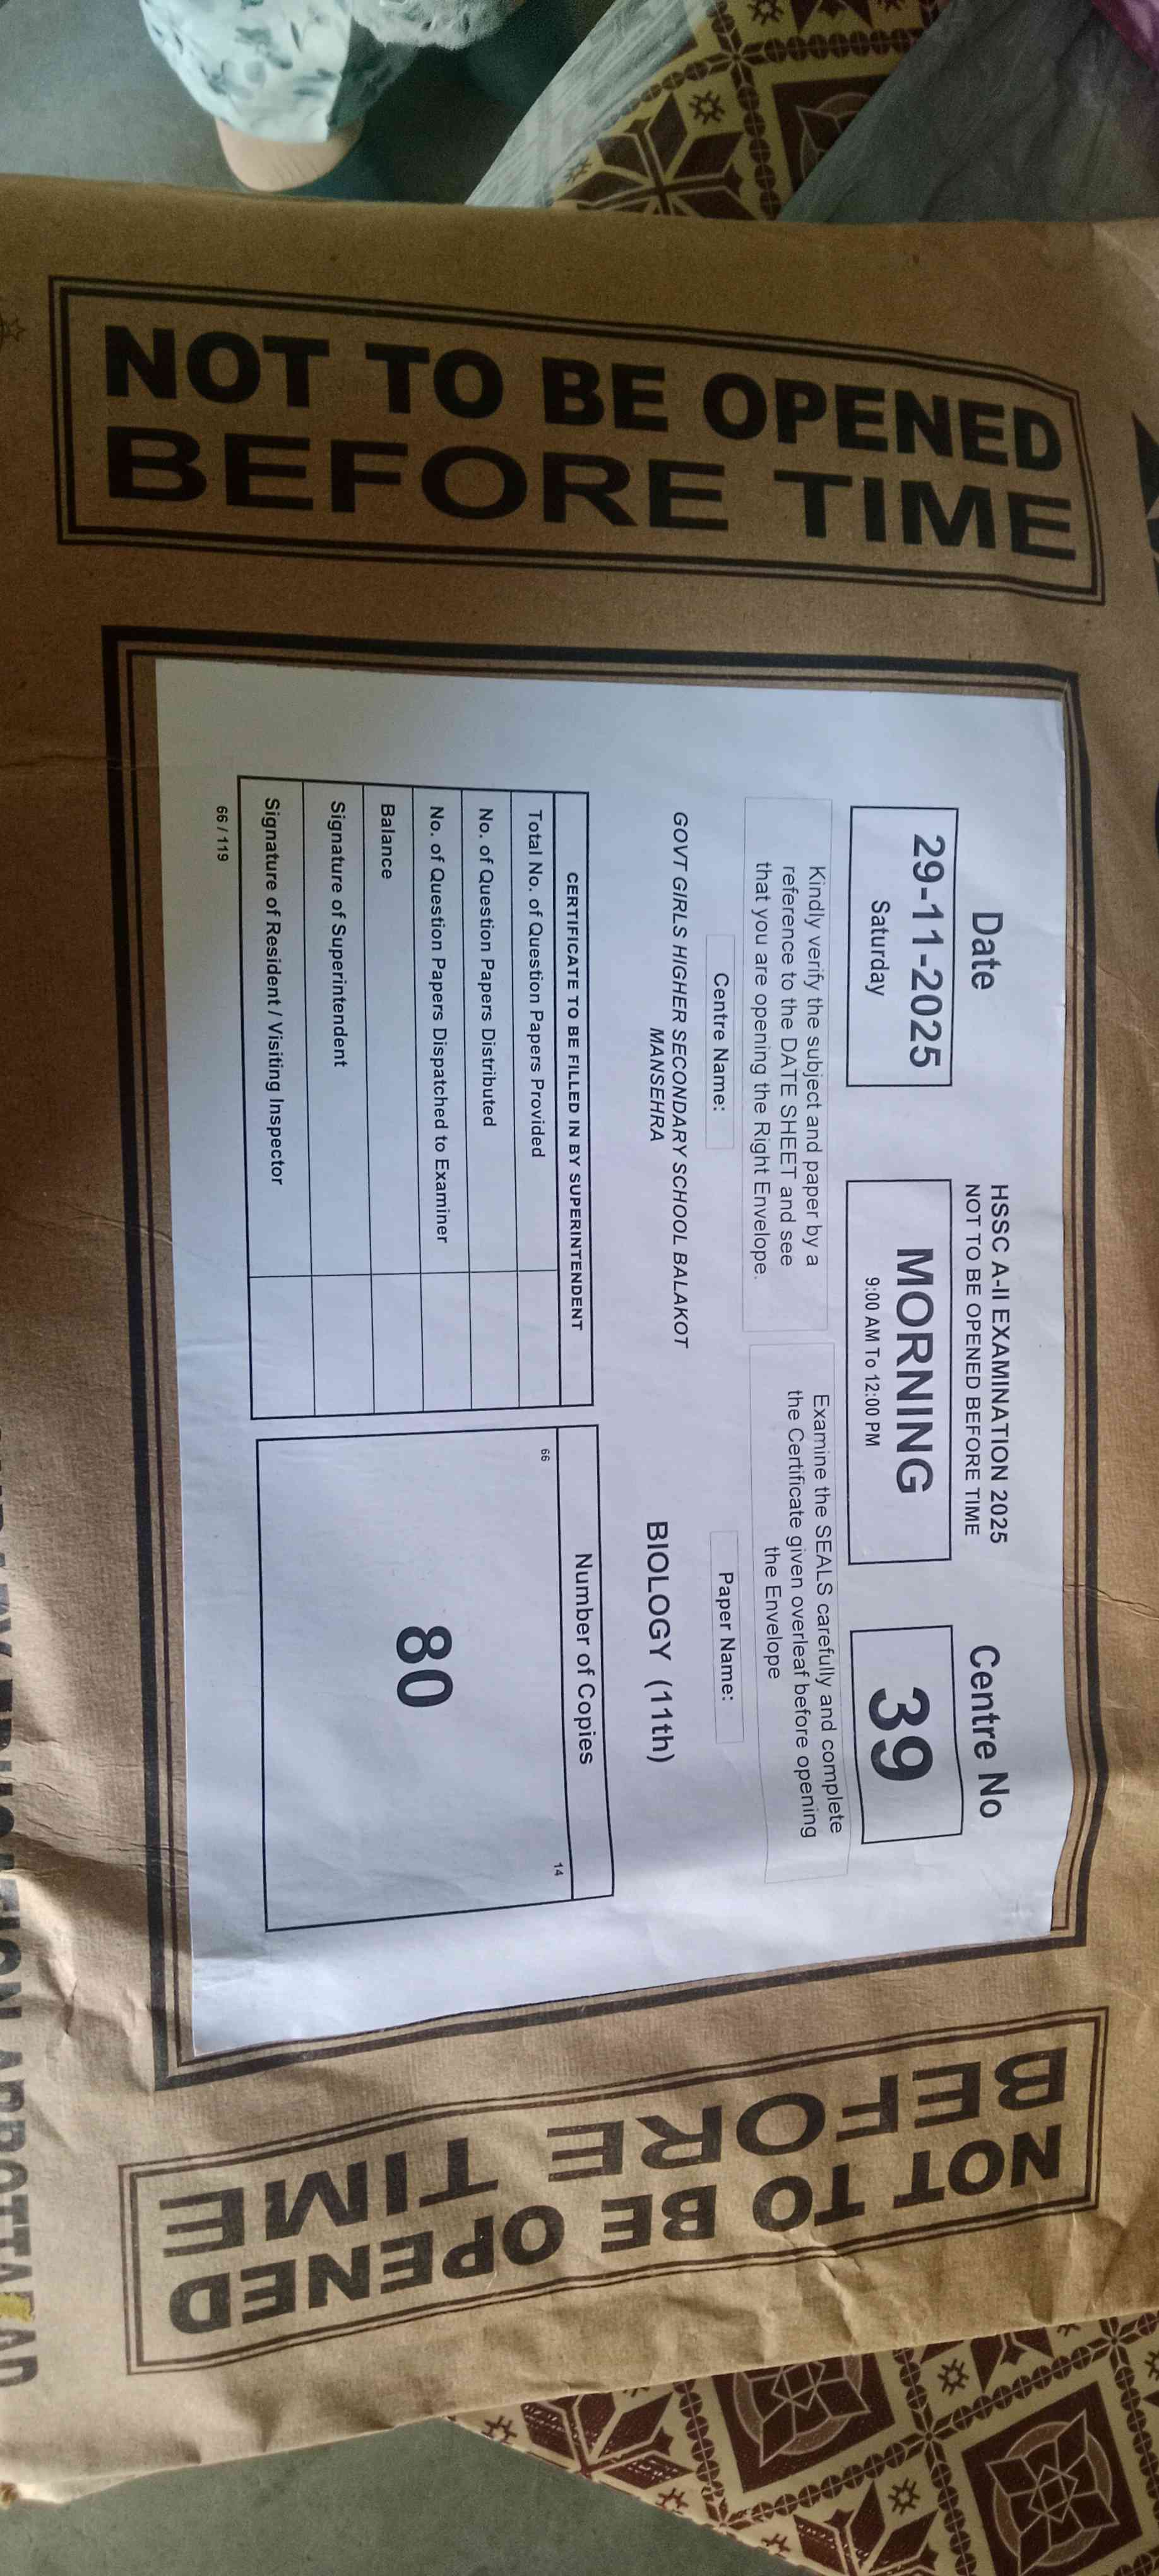 NOT TO BE OPENED
BEFORE TIME
HSSC A-II EXAMINATION 2025
NOT TO BE OPENED BEFORE TIME
Date
29-11-2025
Saturday
MORNING
9:00 AM To 12:00 PM
Centre No
39
Kindly verify the subject and paper by a
reference to the DATE SHEET and see
that you are opening the Right Envelope.
Examine the SEALS carefully and complete
the Certificate given overleaf before opening
the Envelope
Centre Name:
GOVT GIRLS HIGHER SECONDARY SCHOOL BALAKOT
MANSEHRA
Paper Name:
BIOLOGY (11th)
CERTIFICATE TO BE FILLED IN BY SUPERINTENDENT
Total No. of Question Papers Provided
No. of Question Papers Distributed
No. of Question Papers Dispatched to Examiner
Balance
Signature of Superintendent
Signature of Resident / Visiting Inspector
66 / 119
Number of Copies
66
14
80
NOT TO BE OPENED
BEFORE TIME